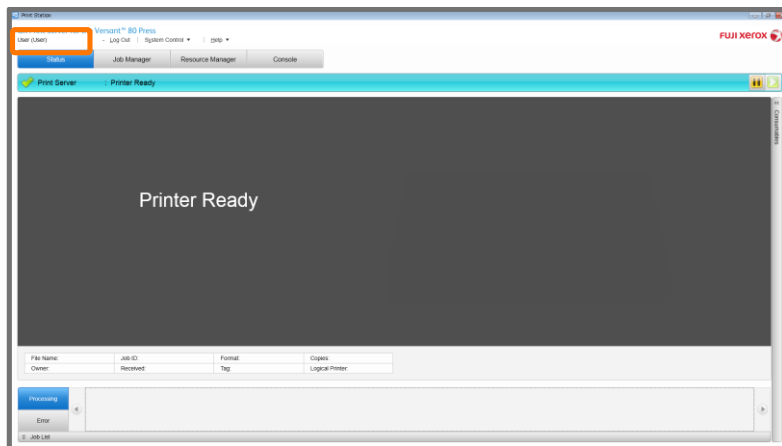 Print Station
Versant™ 80 Press
User (User) - Log Out | System Control ▼ | Help ▼
FUJI XEROX
Status Job Manager Resource Manager Console
Print Server : Printer Ready
Consumables
Printer Ready
File Name: Job ID: Format: Copies:
Owner: Received: Tag: Logical Printer:
Processing
Error
Job List